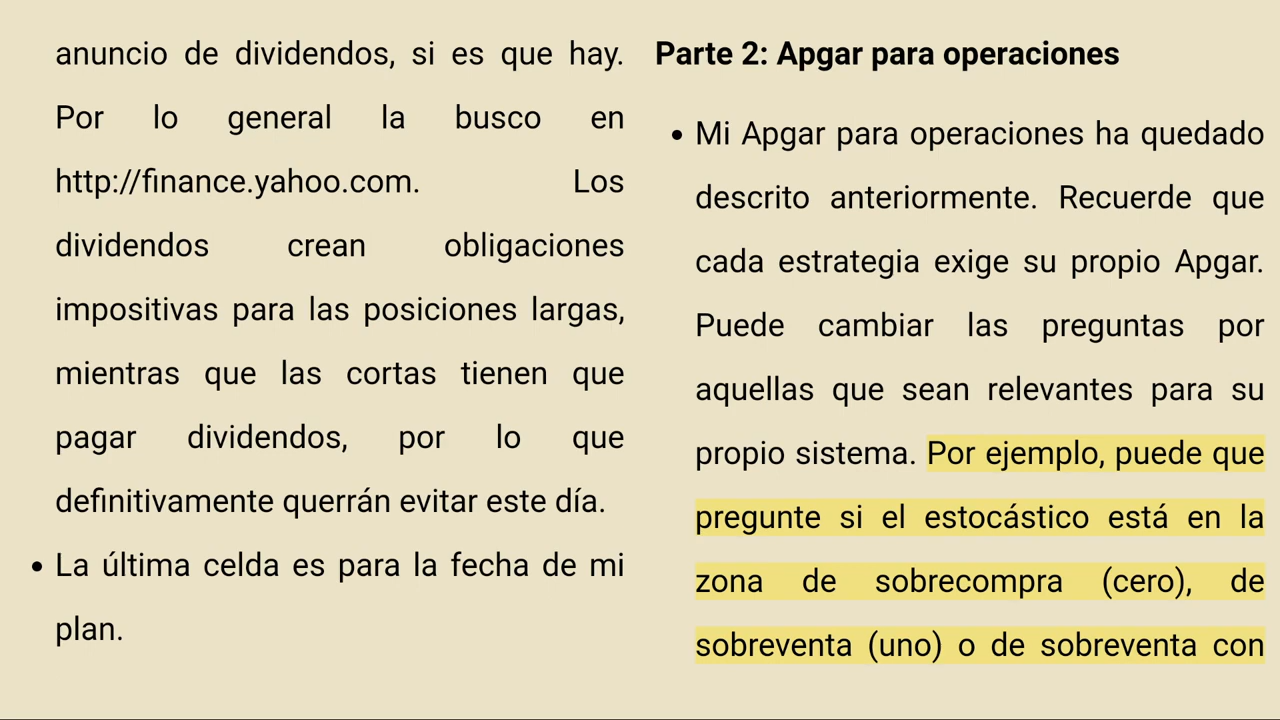 anuncio de dividendos, si es que hay.
Por lo general la busco en
http://finance.yahoo.com. Los
dividendos crean obligaciones
impositivas para las posiciones largas,
mientras que las cortas tienen que
pagar dividendos, por lo que
definitivamente querrán evitar este día.
• La última celda es para la fecha de mi
plan.
Parte 2: Apgar para operaciones
• Mi Apgar para operaciones ha quedado
descrito anteriormente. Recuerde que
cada estrategia exige su propio Apgar.
Puede cambiar las preguntas por
aquellas que sean relevantes para su
propio sistema. Por ejemplo, puede que
pregunte si el estocástico está en la
zona de sobrecompra (cero), de
sobreventa (uno) o de sobreventa con